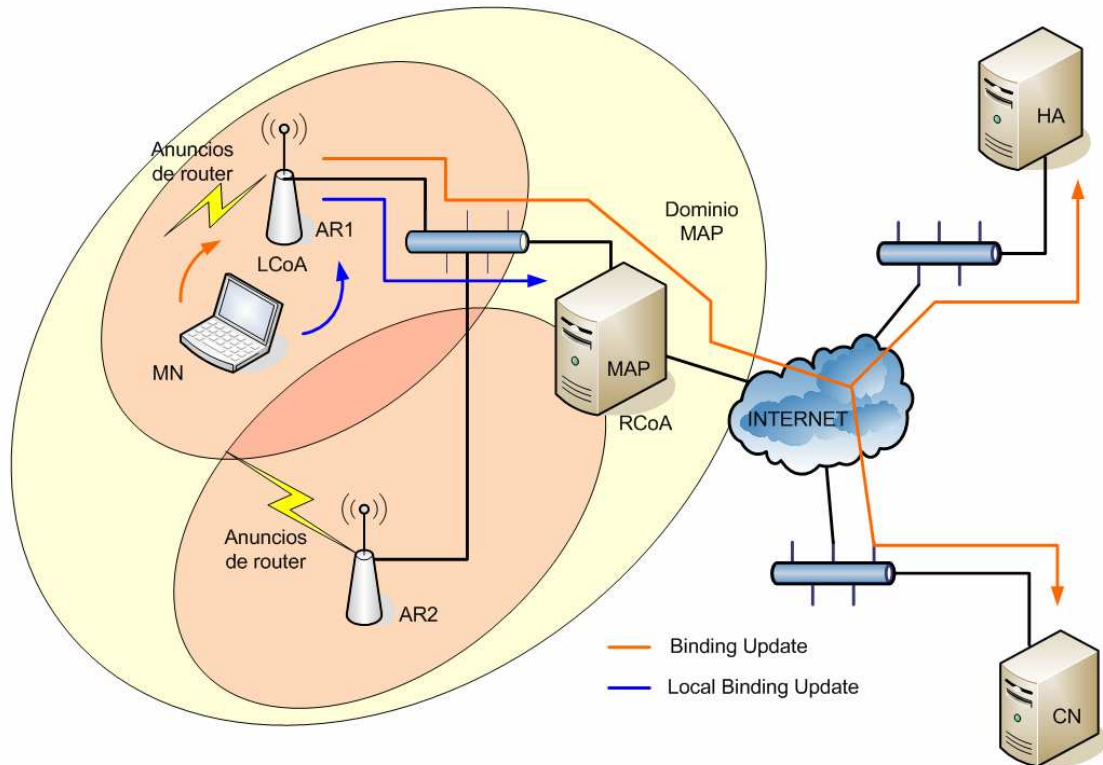 HA
Anuncios
de router
AR1
LCoA
Dominio
MAP
MN
MAP
RCoA
INTERNET
Anuncios
de router
AR2
Binding Update
Local Binding Update
CN